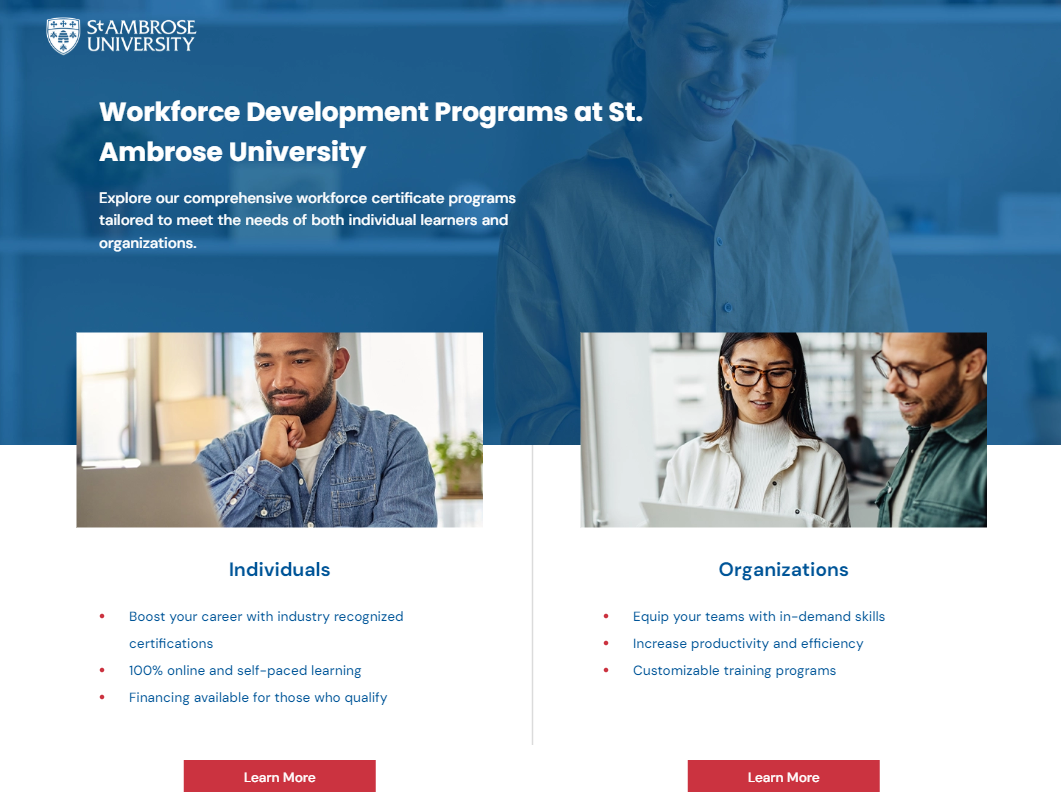 St AMBROSE
UNIVERSITY
Workforce Development Programs at St.
Ambrose University
Explore our comprehensive workforce certificate programs
tailored to meet the needs of both individual learners and
organizations.
Individuals
Boost your career with industry recognized
certifications
100% online and self-paced learning
Financing available for those who qualify
Learn More
Organizations
Equip your teams with in-demand skills
Increase productivity and efficiency
Customizable training programs
Learn More